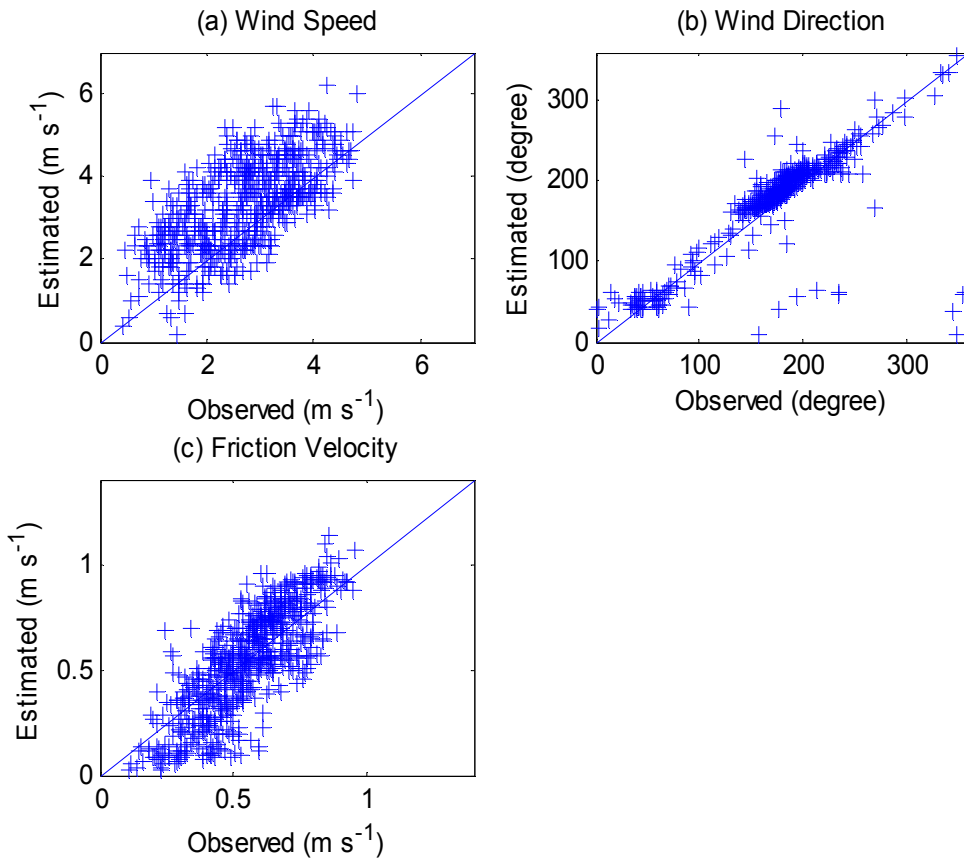 (a) Wind Speed
Estimated (m s-1)
6
4
2
0
0 2 4 6
Observed (m s-1)
(b) Wind Direction
Estimated (degree)
300
200
100
0
0 100 200 300
Observed (degree)
(c) Friction Velocity
Estimated (m s-1)
1
0.5
0
0 0.5 1
Observed (m s-1)